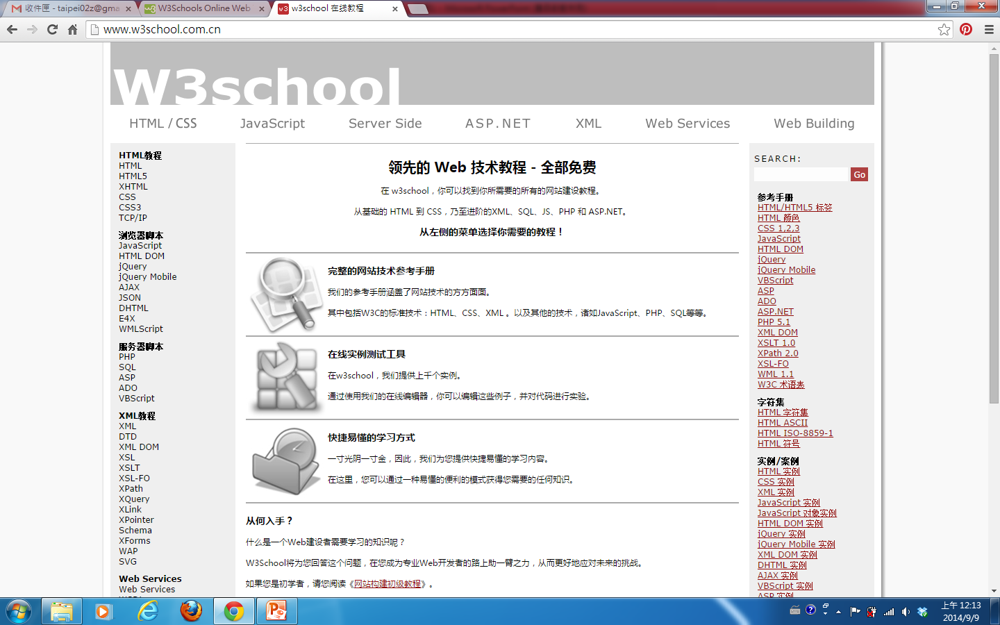 收件匣 - taipei02z@gma
W3Schools Online Web
w3school 在线教程
www.w3school.com.cn
W3school
HTML / CSS
JavaScript
Server Side
ASP.NET
XML
Web Services
Web Building
HTML教程
HTML
HTML5
XHTML
CSS
CSS3
TCP/IP
浏览器脚本
JavaScript
HTML DOM
jQuery
jQuery Mobile
AJAX
JSON
DHTML
E4X
WMLScript
服务器脚本
PHP
SQL
ASP
ADO
VBScript
XML教程
XML
DTD
XML DOM
XSL
XSLT
XSL-FO
XPath
XQuery
XLink
XPointer
Schema
XForms
WAP
SVG
Web Services
Web Services
领先的 Web 技术教程 - 全部免费
在 w3school，你可以找到你所需要的所有的网站建设教程。
从基础的 HTML 到 CSS，乃至进阶的XML、SQL、JS、PHP 和 ASP.NET。
从左侧的菜单选择你需要的教程！
完整的网站技术参考手册
我们的参考手册涵盖了网站技术的方方面面。
其中包括W3C的标准技术：HTML、CSS、XML 。以及其他的技术，诸如JavaScript、PHP、SQL等等。
在线实例测试工具
在w3school，我们提供上千个实例。
通过使用我们的在线编辑器，你可以编辑这些例子，并对代码进行实验。
快捷易懂的学习方式
一寸光阴一寸金，因此，我们为您提供快捷易懂的学习内容。
在这里，您可以通过一种易懂的便利的模式获得您需要的任何知识。
从何入手？
什么是一个Web建设者需要学习的知识呢？
W3School将为您回答这个问题，在您成为专业Web开发者的路上助一臂之力，从而更好地应对未来的挑战。
如果您是初学者，请您阅读《网站构建初级教程》。
SEARCH:
Go
参考手册
HTML/HTML5 标签
HTML 颜色
CSS 1,2,3
JavaScript
HTML DOM
jQuery
jQuery Mobile
VBScript
ASP
ADO
ASP.NET
PHP 5.1
XML DOM
XSLT 1.0
XPath 2.0
XSL-FO
WML 1.1
W3C 术语表
字符集
HTML 字符集
HTML ASCII
HTML ISO-8859-1
HTML 符号
实例/案例
HTML 实例
CSS 实例
XML 实例
JavaScript 实例
JavaScript 对象实例
HTML DOM 实例
jQuery 实例
jQuery Mobile 实例
XML DOM 实例
DHTML 实例
AJAX 实例
VBScript 实例
ASP 实例
上午 12:13
2014/9/9